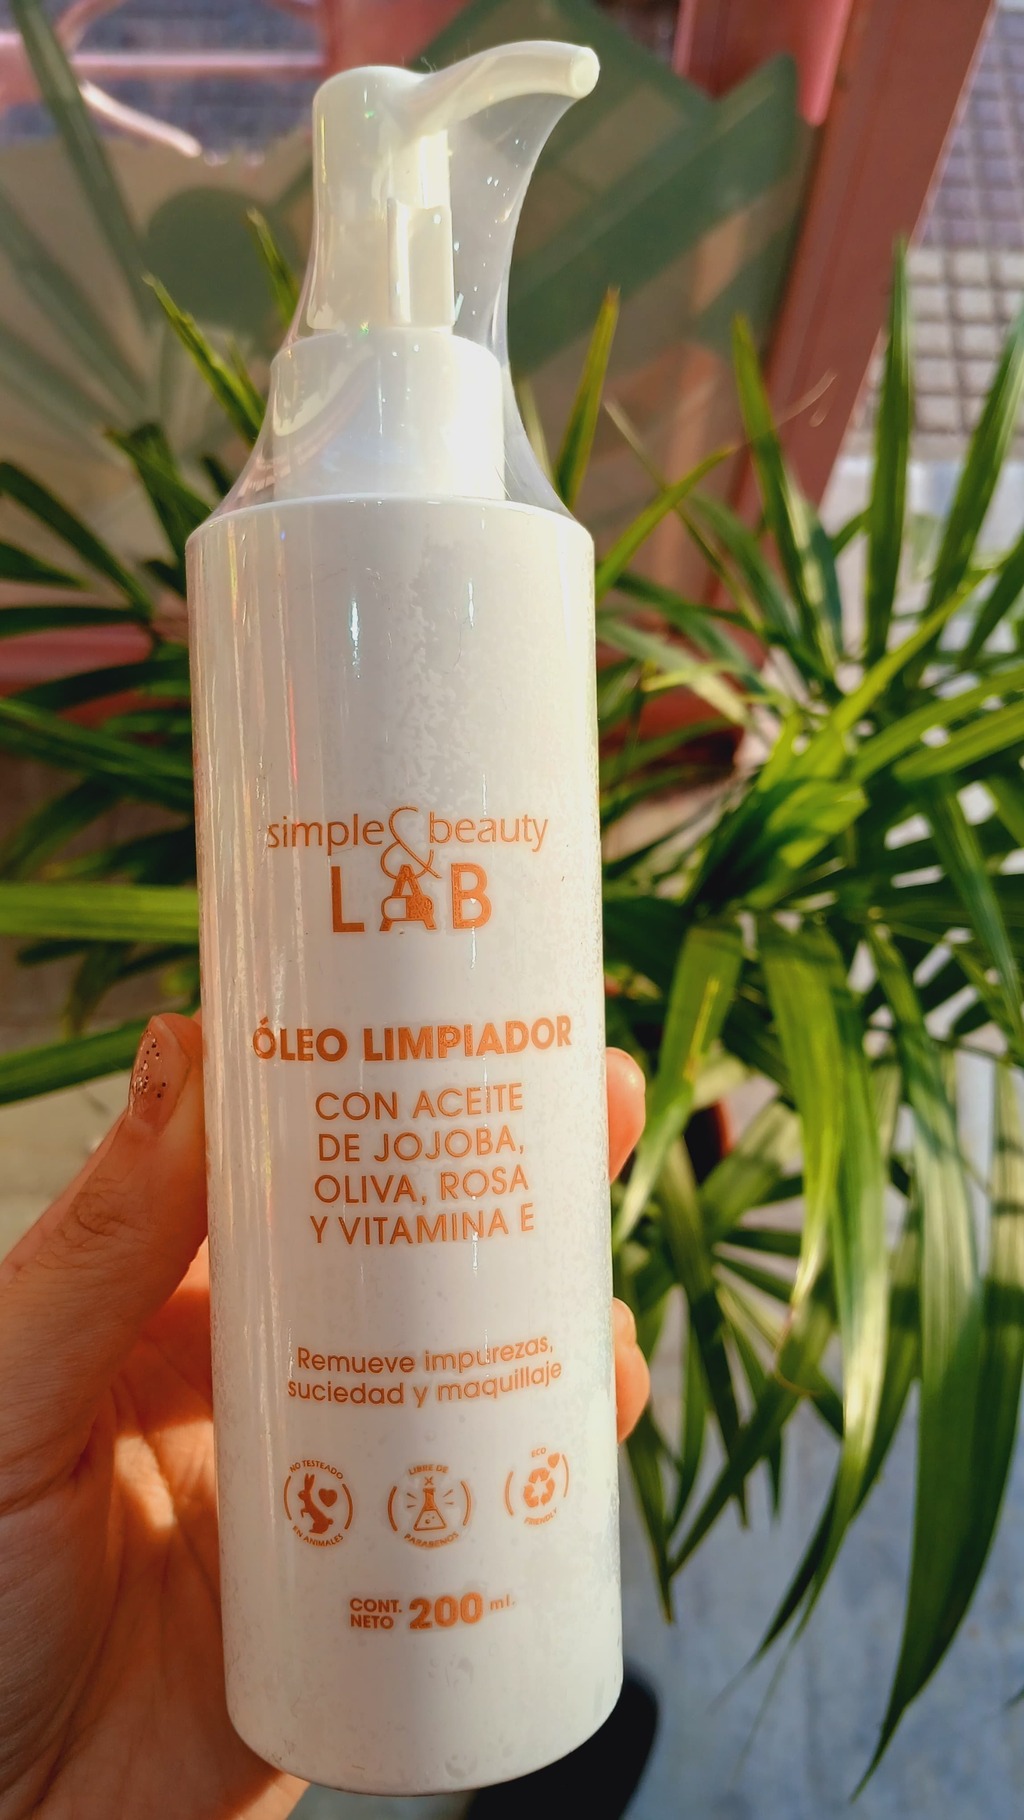 simple & beauty
LAB
ÓLEO LIMPIADOR
CON ACEITE
DE JOJOBA,
OLIVA, ROSA
Y VITAMINA E
Remueve impurezas,
suciedad y maquillaje
NO TESTEADO
EN ANIMALES
LIBRE DE
PARABENOS
ECO
FRIENDLY
CONT.
NETO 200 ml.